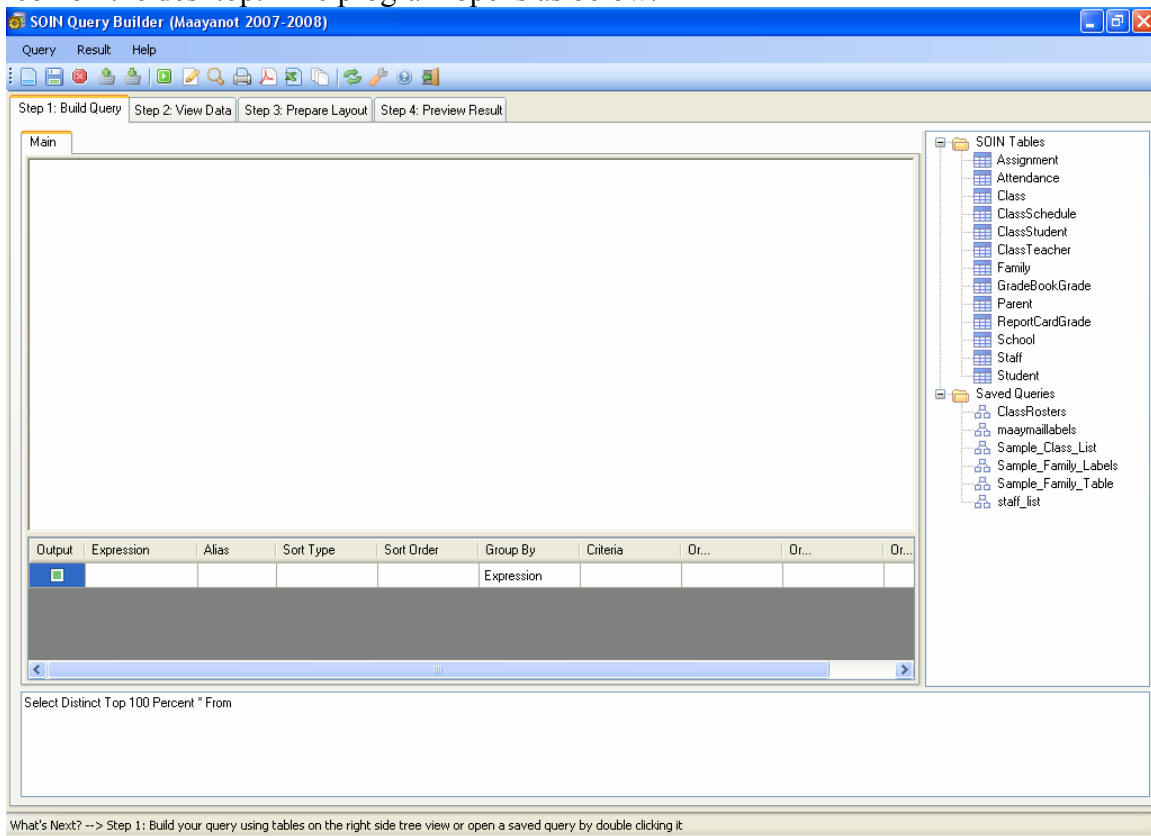 SOIN Query Builder (Maayanot 2007-2008)
Query Result Help
Step 1: Build Query Step 2: View Data Step 3: Prepare Layout Step 4: Preview Result
Main
SOIN Tables
Assignment
Attendance
Class
ClassSchedule
ClassStudent
ClassTeacher
Family
GradeBookGrade
Parent
ReportCardGrade
School
Staff
Student
Saved Queries
ClassRosters
maaymaillabels
Sample_Class_List
Sample_Family_Labels
Sample_Family_Table
staff_list
Output Expression Alias Sort Type Sort Order Group By Criteria Or... Or... Or...
Expression
Select Distinct Top 100 Percent * From
What's Next? --> Step 1: Build your query using tables on the right side tree view or open a saved query by double clicking it